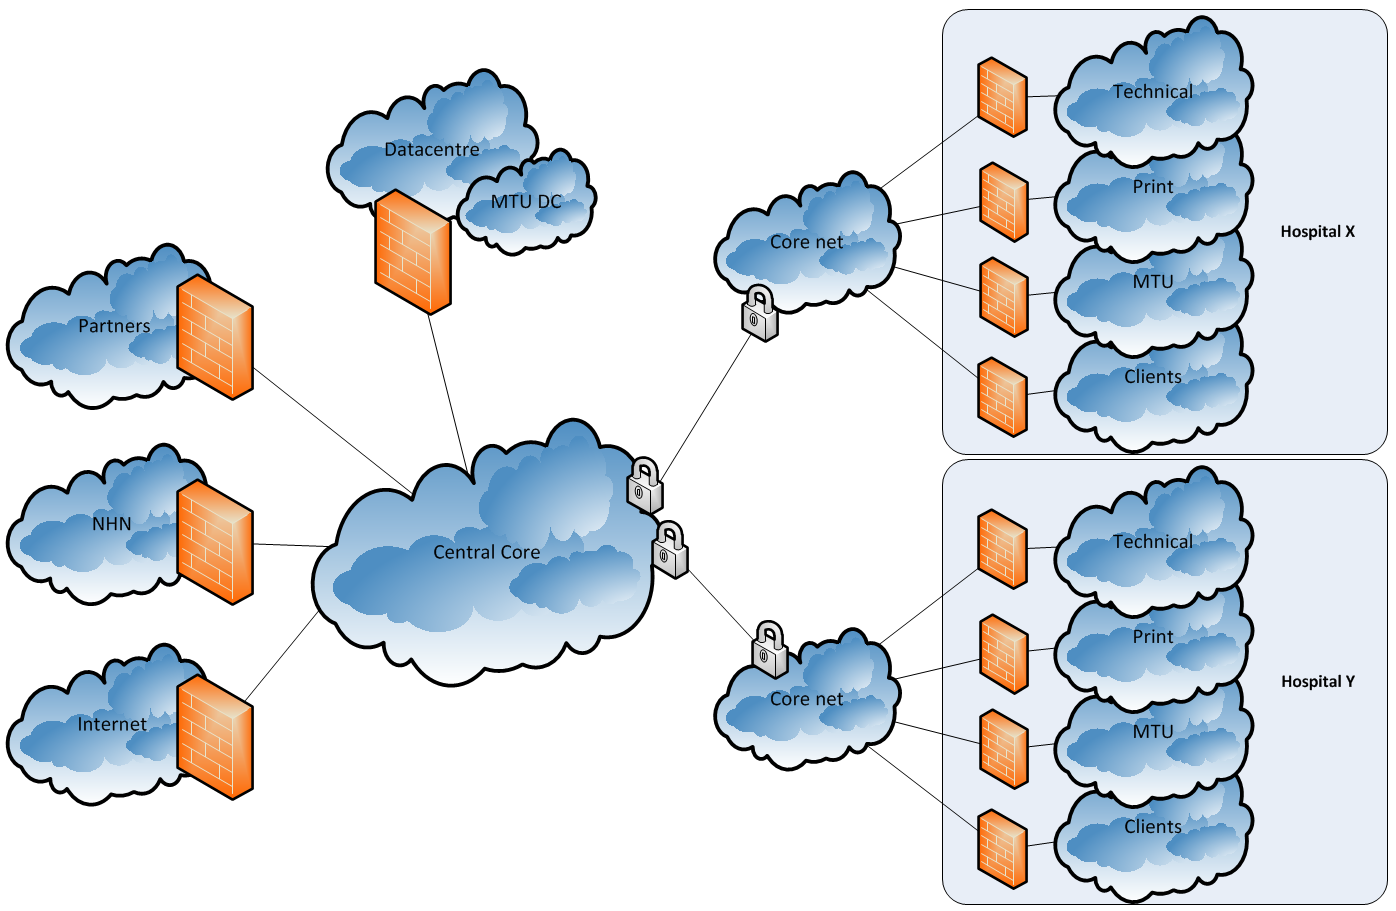 Datacentre
MTU DC
Partners
NHN
Internet
Central Core
Core net
Technical
Print
MTU
Clients
Hospital X
Core net
Technical
Print
MTU
Clients
Hospital Y